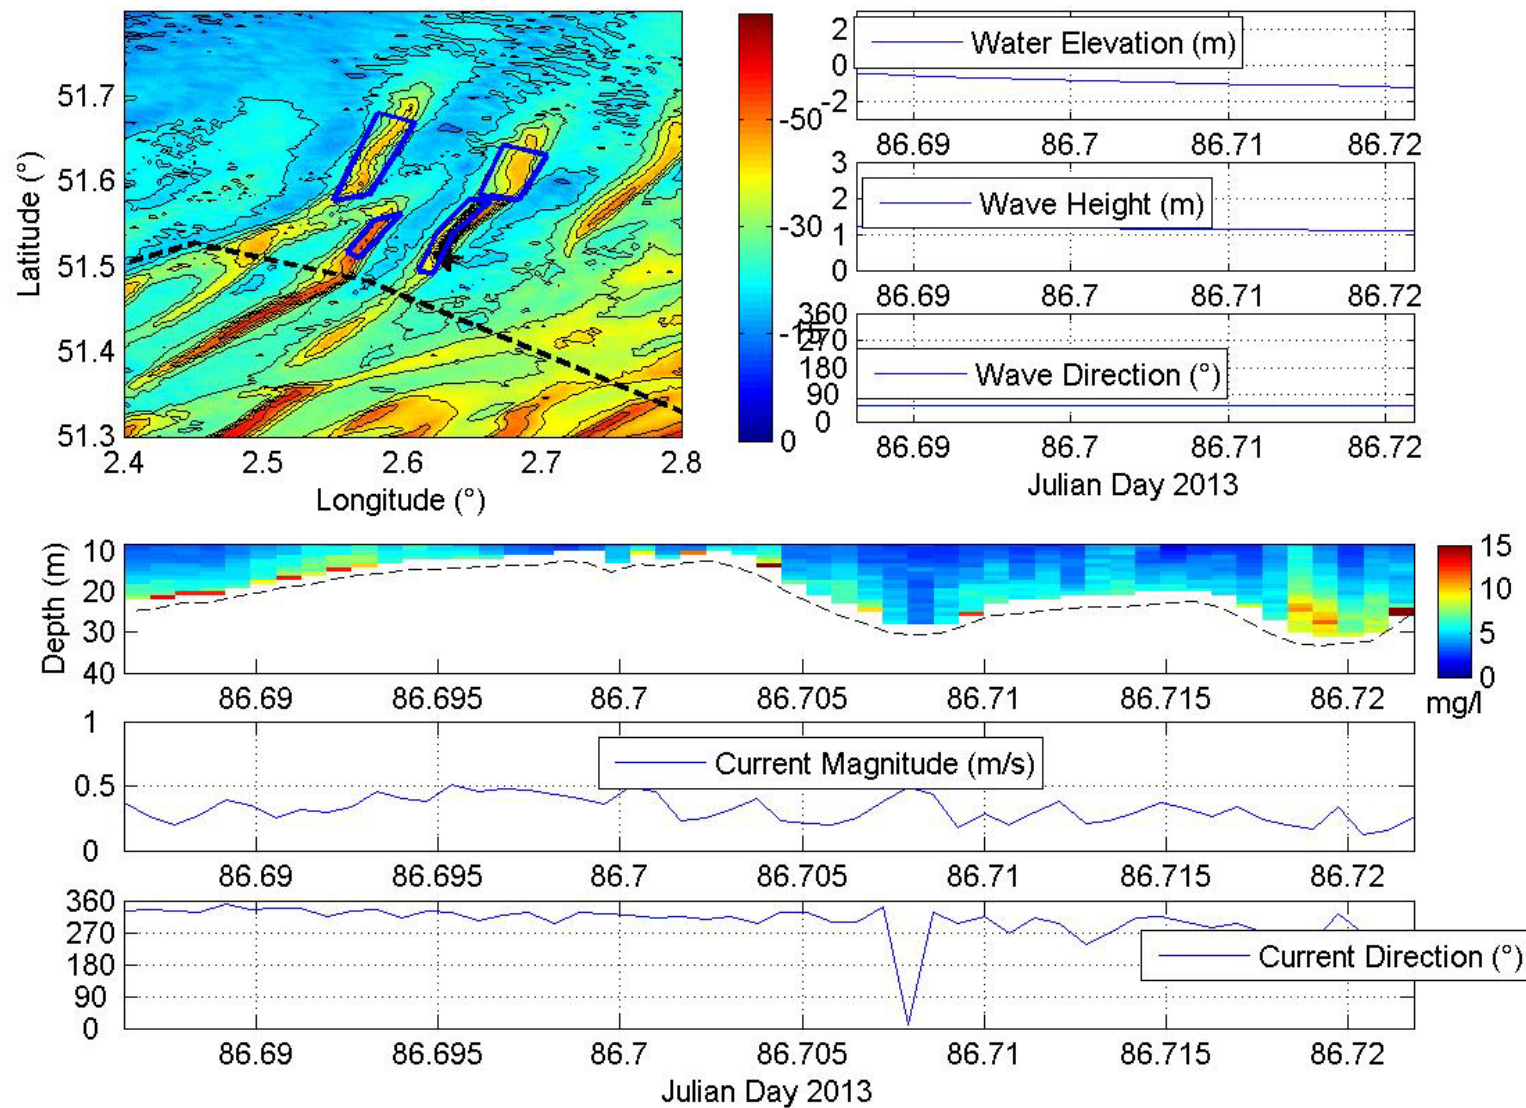 51.7
51.6
51.5
51.4
51.3
Latitude (°)
2.4 2.5 2.6 2.7 2.8
Longitude (°)
-50
-30
0
Water Elevation (m)
2
0
-2
86.69 86.7 86.71 86.72
Wave Height (m)
3
2
1
0
86.69 86.7 86.71 86.72
Wave Direction (°)
360
270
180
90
0
86.69 86.7 86.71 86.72
Julian Day 2013
Depth (m)
10
20
30
40
86.69 86.695 86.7 86.705 86.71 86.715 86.72
15
10
5
0
mg/l
Current Magnitude (m/s)
1
0.5
0
86.69 86.695 86.7 86.705 86.71 86.715 86.72
Current Direction (°)
360
270
180
90
0
86.69 86.695 86.7 86.705 86.71 86.715 86.72
Julian Day 2013